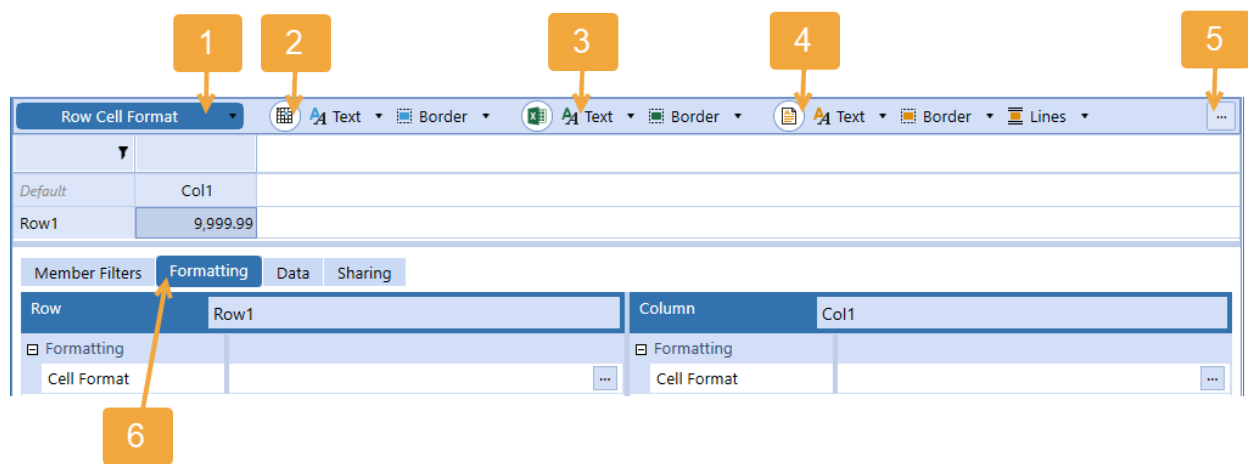 1 2 3 4 5
Row Cell Format Text Border Text Border Text Border Lines ...
Default Col1
Row1 9,999.99
Member Filters Formatting Data Sharing
Row Row1 Column Col1
Formatting Formatting
Cell Format ... Cell Format ...
6